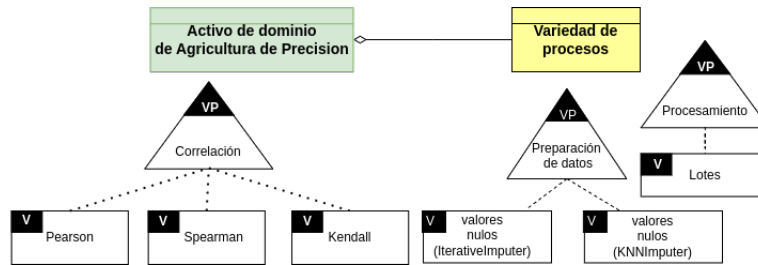 Activo de dominio
de Agricultura de Precision
Variedad de
procesos
VP
Correlación
VP
Preparación
de datos
VP
Procesamiento
V
Lotes
V
Pearson
V
Spearman
V
Kendall
V
valores
nulos
(IterativeImputer)
V
valores
nulos
(KNNImputer)